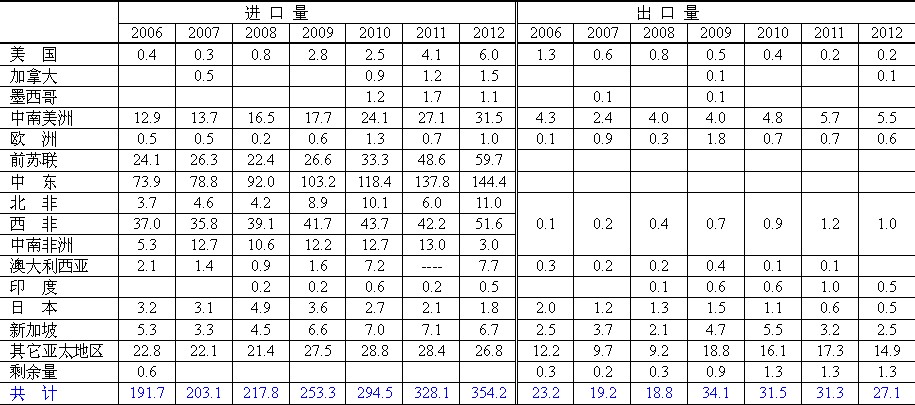 进 口 量 出 口 量
2006 2007 2008 2009 2010 2011 2012 2006 2007 2008 2009 2010 2011 2012
美 国 0.4 0.3 0.8 2.8 2.5 4.1 6.0 1.3 0.6 0.8 0.5 0.4 0.2 0.2
加拿大 0.5 0.9 1.2 1.5 0.1 0.1
墨西哥 1.2 1.7 1.1 0.1 0.1
中南美洲 12.9 13.7 16.5 17.7 24.1 27.1 31.5 4.3 2.4 4.0 4.0 4.8 5.7 5.5
欧 洲 0.5 0.5 0.2 0.6 1.3 0.7 1.0 0.1 0.9 0.3 1.8 0.7 0.7 0.6
前苏联 24.1 26.3 22.4 26.6 33.3 48.6 59.7
中 东 73.9 78.8 92.0 103.2 118.4 137.8 144.4
北 非 3.7 4.6 4.2 8.9 10.1 6.0 11.0
西 非 37.0 35.8 39.1 41.7 43.7 42.2 51.6 0.1 0.2 0.4 0.7 0.9 1.2 1.0
中南非洲 5.3 12.7 10.6 12.2 12.7 13.0 3.0
澳大利西亚 2.1 1.4 0.9 1.6 7.2 ---- 7.7 0.3 0.2 0.2 0.4 0.1 0.1
印 度 0.2 0.2 0.6 0.2 0.5 0.1 0.6 0.6 1.0 0.5
日 本 3.2 3.1 4.9 3.6 2.7 2.1 1.8 2.0 1.2 1.3 1.5 1.1 0.6 0.5
新加坡 5.3 3.3 4.5 6.6 7.0 7.1 6.7 2.5 3.7 2.1 4.7 5.5 3.2 2.5
其它亚太地区 22.8 22.1 21.4 27.5 28.8 28.4 26.8 12.2 9.7 9.2 18.8 16.1 17.3 14.9
剩余量 0.6 0.3 0.2 0.3 0.9 1.3 1.3 1.3
共 计 191.7 203.1 217.8 253.3 294.5 328.1 354.2 23.2 19.2 18.8 34.1 31.5 31.3 27.1